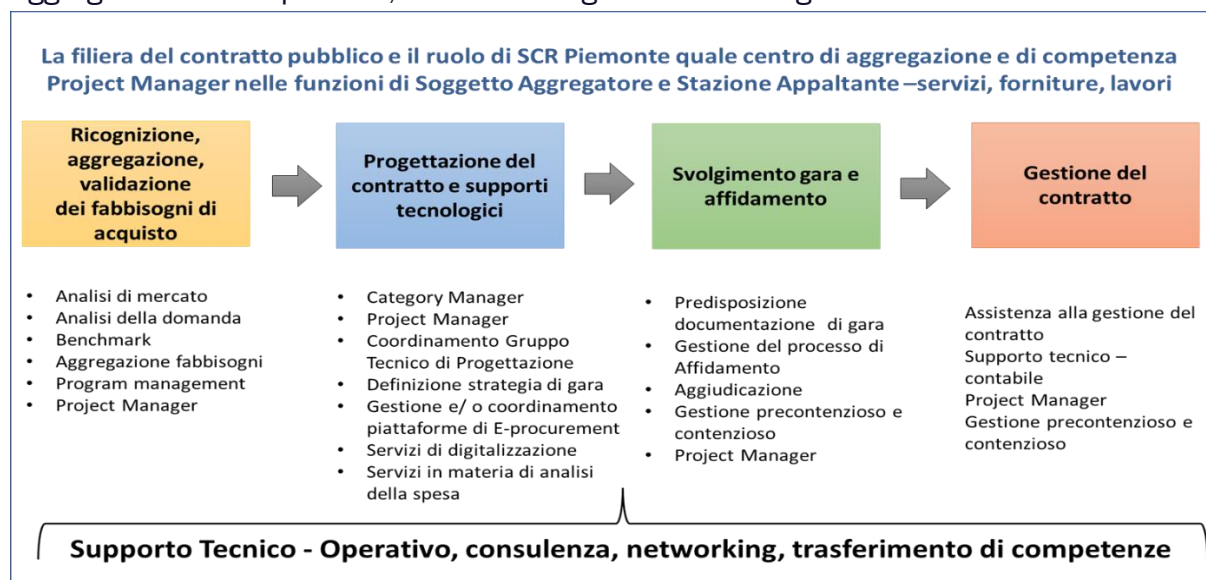 La filiera del contratto pubblico e il ruolo di SCR Piemonte quale centro di aggregazione e di competenza
Project Manager nelle funzioni di Soggetto Aggregatore e Stazione Appaltante –servizi, forniture, lavori
Ricognizione,
aggregazione,
validazione
dei fabbisogni di
acquisto
Progettazione del
contratto e supporti
tecnologici
Svolgimento gara e
affidamento
Gestione del
contratto
• Analisi di mercato
• Analisi della domanda
• Benchmark
• Aggregazione fabbisogni
• Program management
• Project Manager
• Category Manager
• Project Manager
• Coordinamento Gruppo
Tecnico di Progettazione
• Definizione strategia di gara
• Gestione e/ o coordinamento
piattaforme di E-procurement
• Servizi di digitalizzazione
• Servizi in materia di analisi
della spesa
• Predisposizione
documentazione di gara
• Gestione del processo di
Affidamento
• Aggiudicazione
• Gestione precontenzioso e
contenzioso
• Project Manager
Assistenza alla gestione del
contratto
Supporto tecnico –
contabile
Project Manager
Gestione precontenzioso e
contenzioso
Supporto Tecnico - Operativo, consulenza, networking, trasferimento di competenze